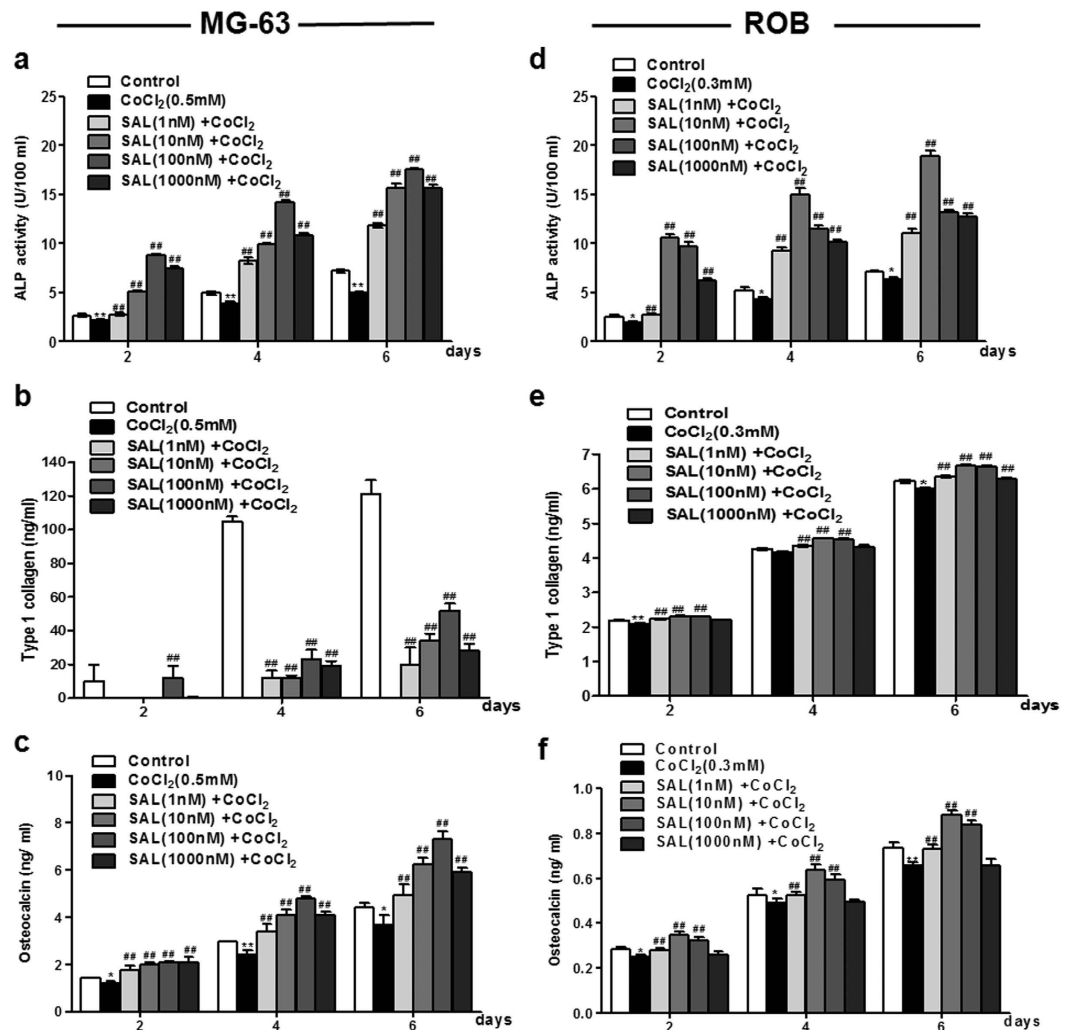 MG-63
ROB
a
Control
CoCl2(0.5mM)
SAL(1nM) +CoCl2
SAL(10nM) +CoCl2
SAL(100nM) +CoCl2
SAL(1000nM) +CoCl2
ALP activity (U/100 ml)
25
20
15
10
5
0
** ## ## ## ##
** ## ## ## ##
** ## ## ## ##
2 4 6 days
d
Control
CoCl2(0.3mM)
SAL(1nM) +CoCl2
SAL(10nM) +CoCl2
SAL(100nM) +CoCl2
SAL(1000nM) +CoCl2
ALP activity (U/100 ml)
25
20
15
10
5
0
* ## ## ## ##
* ## ## ## ##
* ## ## ## ##
2 4 6 days
b
Control
CoCl2(0.5mM)
SAL(1nM) +CoCl2
SAL(10nM) +CoCl2
SAL(100nM) +CoCl2
SAL(1000nM) +CoCl2
Type 1 collagen (ng/ml)
140
120
100
80
60
40
20
0
##
## ## ## ##
## ## ## ##
2 4 6 days
e
Control
CoCl2(0.3mM)
SAL(1nM) +CoCl2
SAL(10nM) +CoCl2
SAL(100nM) +CoCl2
SAL(1000nM) +CoCl2
Type 1 collagen (ng/ml)
7
6
5
4
3
2
1
0
** ## ## ##
## ## ##
* ## ## ## ##
2 4 6 days
c
Control
CoCl2(0.5mM)
SAL(1nM) +CoCl2
SAL(10nM) +CoCl2
SAL(100nM) +CoCl2
SAL(1000nM) +CoCl2
Osteocalcin (ng/ ml)
10
8
6
4
2
0
* ## ## ## ##
** ## ## ## ##
* ## ## ## ##
2 4 6 days
f
Control
CoCl2(0.3mM)
SAL(1nM) +CoCl2
SAL(10nM) +CoCl2
SAL(100nM) +CoCl2
SAL(1000nM) +CoCl2
Osteocalcin (ng/ ml)
1.0
0.8
0.6
0.4
0.2
0.0
* ## ## ##
* ## ## ##
** ## ## ##
2 4 6 days